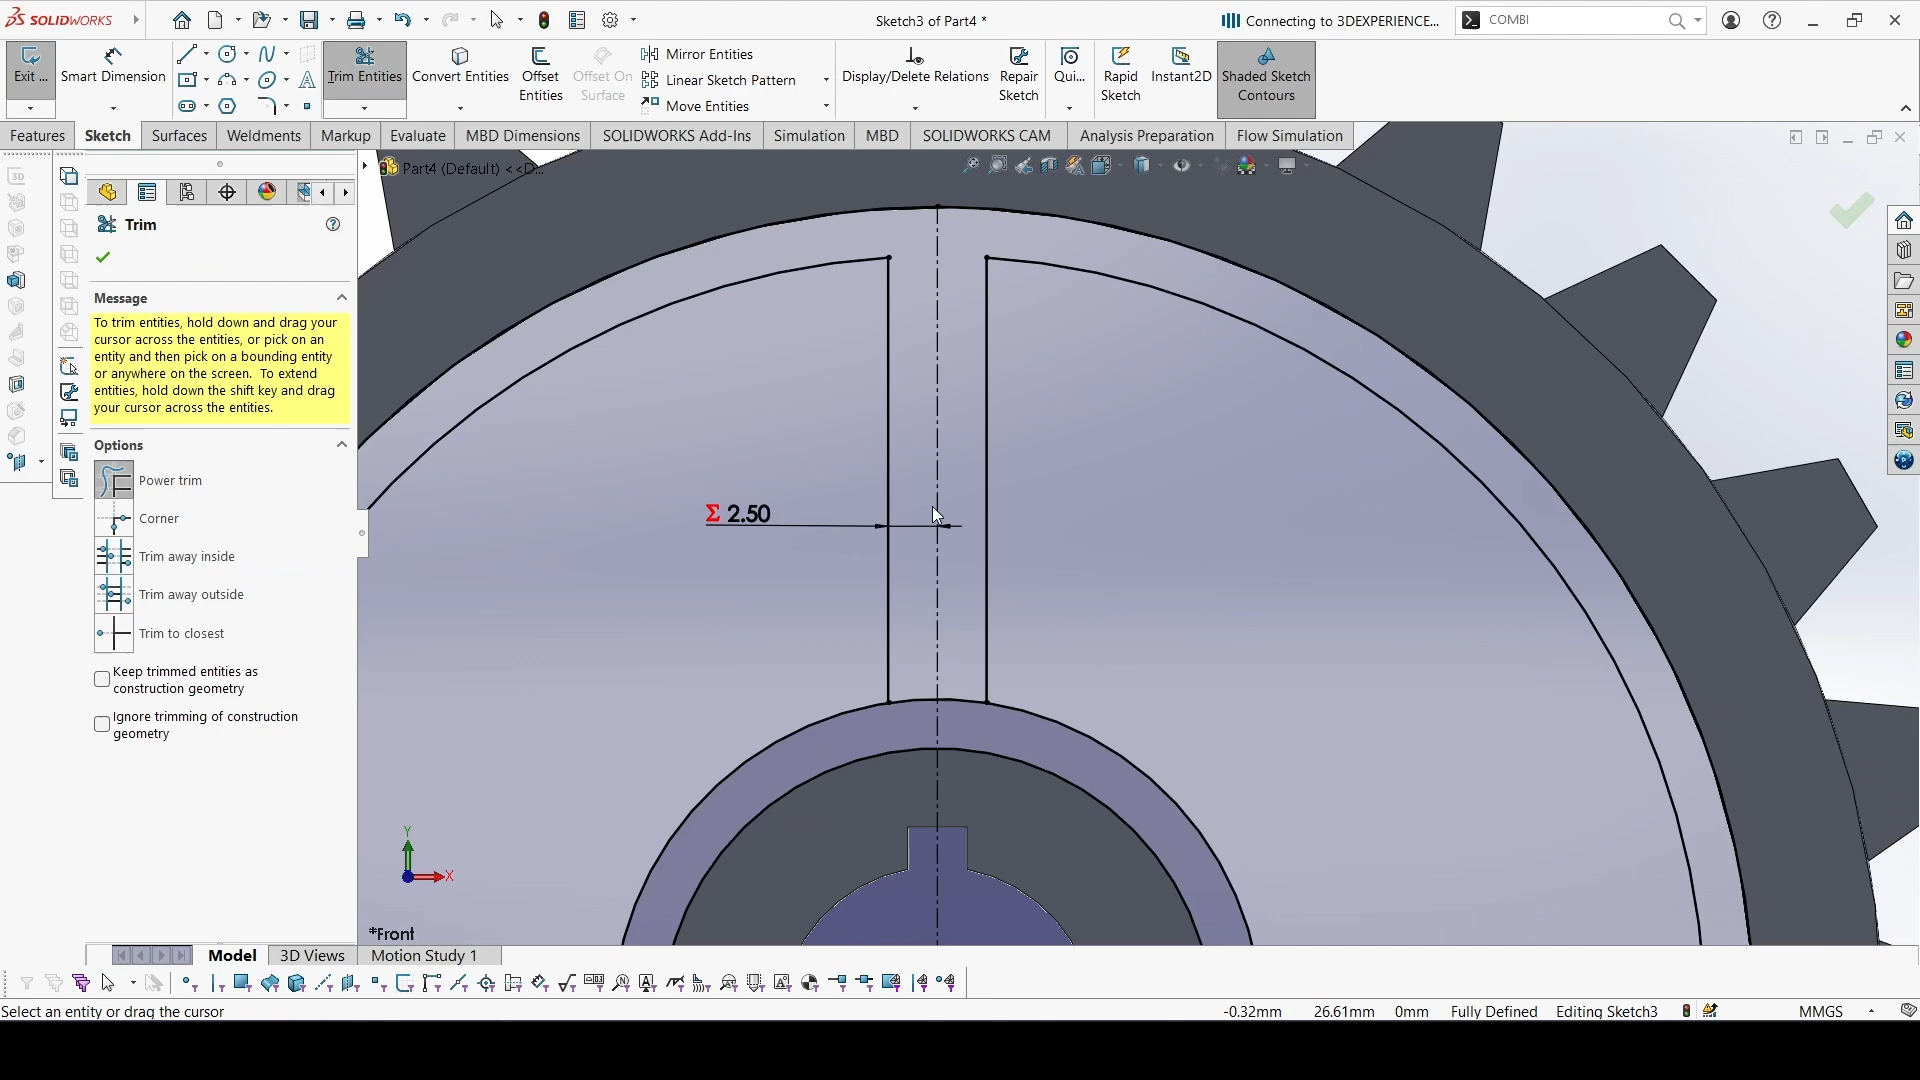 SOLIDWORKS
Sketch3 of Part4 *
Connecting to 3DEXPERIENCE...
COMBI
Exit ...
Smart Dimension
Trim Entities
Convert Entities
Offset Entities
Offset On Surface
Mirror Entities
Linear Sketch Pattern
Move Entities
Display/Delete Relations
Repair Sketch
Qui...
Rapid Sketch
Instant2D
Shaded Sketch Contours
Features
Sketch
Surfaces
Weldments
Markup
Evaluate
MBD Dimensions
SOLIDWORKS Add-Ins
Simulation
MBD
SOLIDWORKS CAM
Analysis Preparation
Flow Simulation
Part4 (Default) <<D...
Trim
Message
To trim entities, hold down and drag your
cursor across the entities, or pick on an
entity and then pick on a bounding entity
or anywhere on the screen. To extend
entities, hold down the shift key and drag
your cursor across the entities.
Options
Power trim
Corner
Trim away inside
Trim away outside
Trim to closest
Keep trimmed entities as
construction geometry
Ignore trimming of construction
geometry
Σ 2.50
Y
X
*Front
Model
3D Views
Motion Study 1
Select an entity or drag the cursor
-0.32mm
26.61mm
0mm
Fully Defined
Editing Sketch3
MMGS